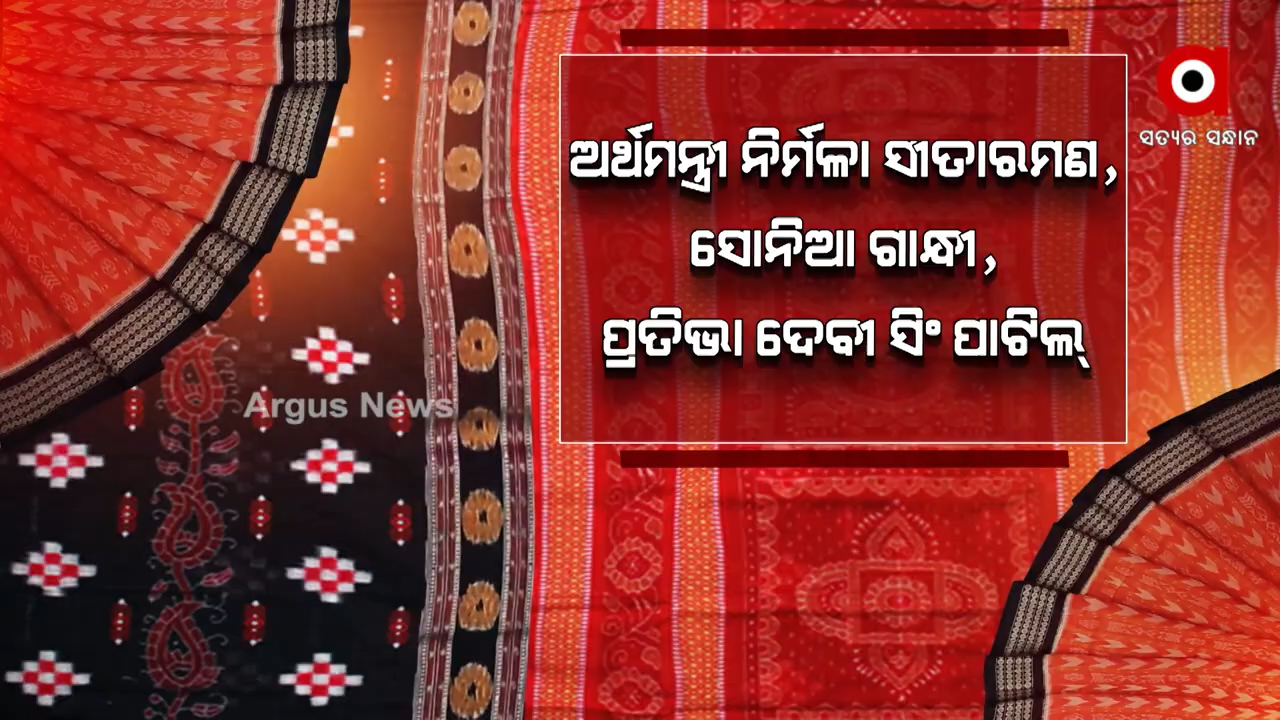 ଅର୍ଥମନ୍ତ୍ରୀ ନିର୍ମଳା ସୀତାରମଣ,
ସୋନିଆ ଗାନ୍ଧୀ,
ପ୍ରତିଭା ଦେବୀ ସିଂ ପାଟିଲ୍
ସତ୍ୟର ସନ୍ଧାନ
Argus News